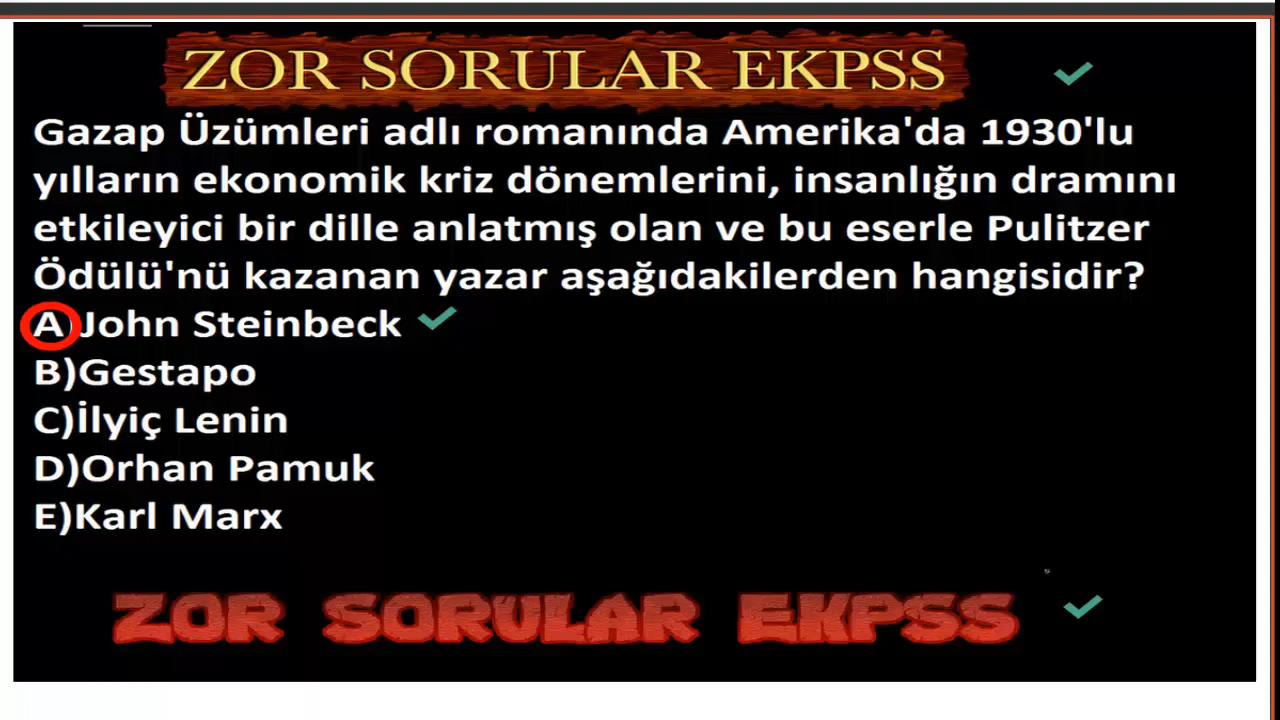 ZOR SORULAR EKPSS
Gazap Üzümleri adlı romanında Amerika'da 1930'lu
yılların ekonomik kriz dönemlerini, insanlığın dramını
etkileyici bir dille anlatmış olan ve bu eserle Pulitzer
Ödülü'nü kazanan yazar aşağıdakilerden hangisidir?
A)John Steinbeck
B)Gestapo
C)İlyiç Lenin
D)Orhan Pamuk
E)Karl Marx
ZOR SORULAR EKPSS